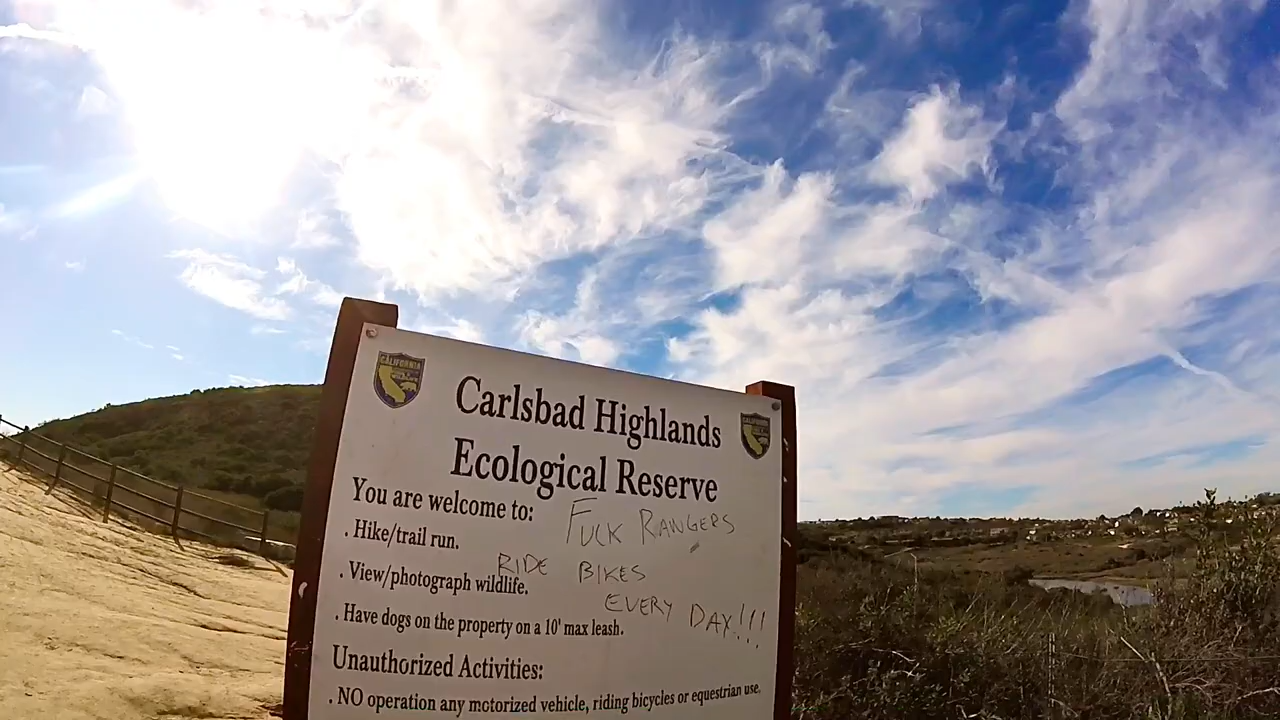 CALIFORNIA
CALIFORNIA
Carlsbad Highlands
Ecological Reserve
You are welcome to:
FUCK RANGERS
. Hike/trail run.
RIDE BIKES
. View/photograph wildlife.
EVERY DAY!!!
. Have dogs on the property on a 10' max leash.
Unauthorized Activities:
. NO operation any motorized vehicle, riding bicycles or equestrian use.